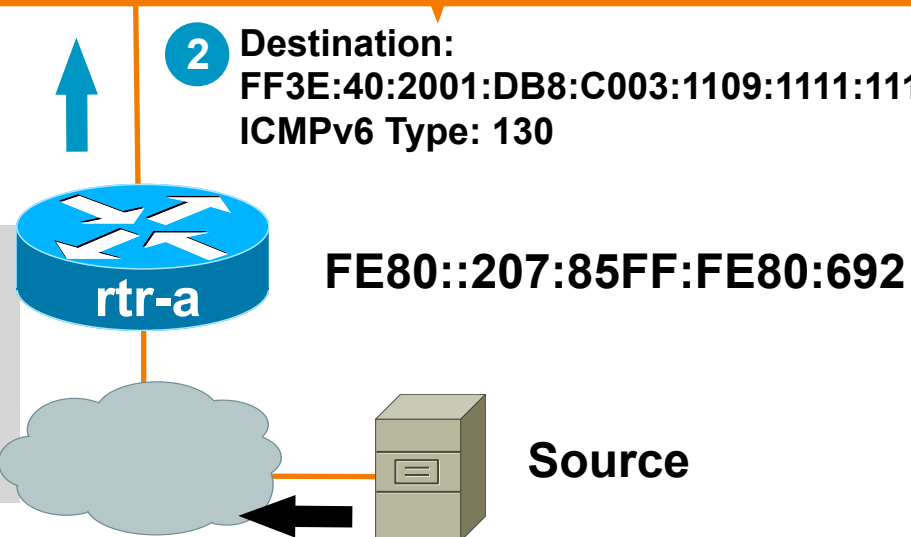 2
Destination:
FF3E:40:2001:DB8:C003:1109:1111:111
ICMPv6 Type: 130
FE80::207:85FF:FE80:692
rtr-a
Source